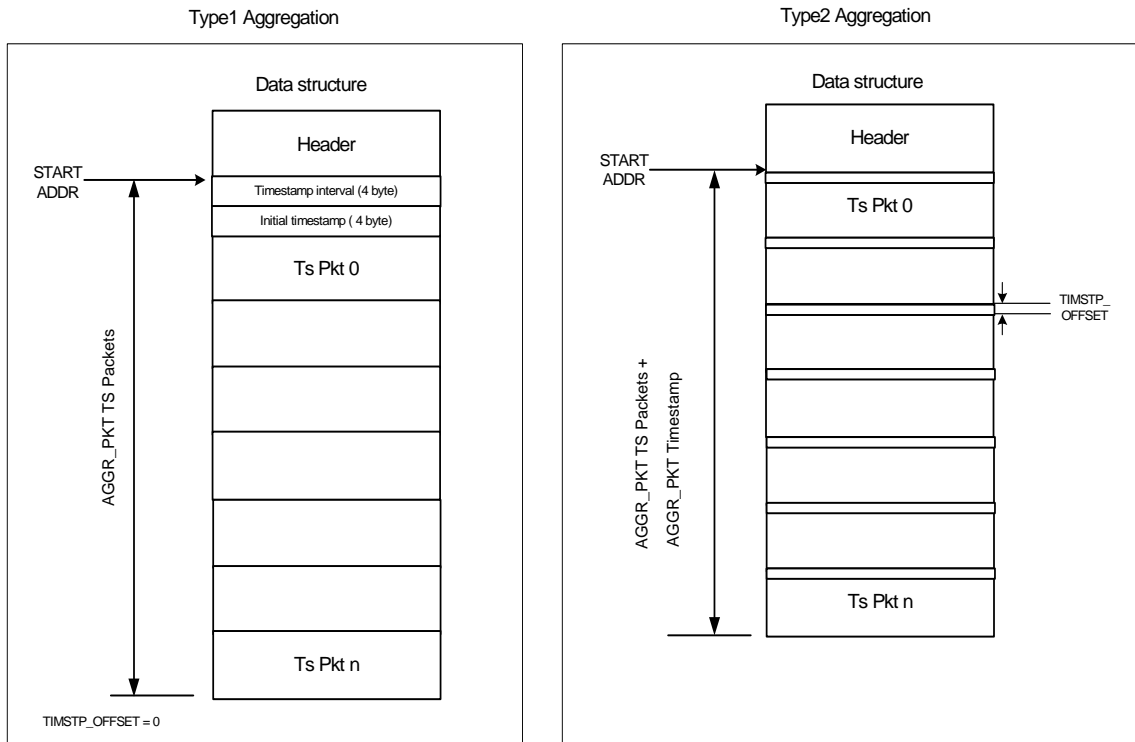 Type1 Aggregation
Data structure
Header
START
ADDR
Timestamp interval (4 byte)
Initial timestamp ( 4 byte)
Ts Pkt 0
AGGR_PKT TS Packets
Ts Pkt n
TIMSTP_OFFSET = 0
Type2 Aggregation
Data structure
Header
START
ADDR
Ts Pkt 0
TIMSTP_
OFFSET
AGGR_PKT TS Packets +
AGGR_PKT Timestamp
Ts Pkt n